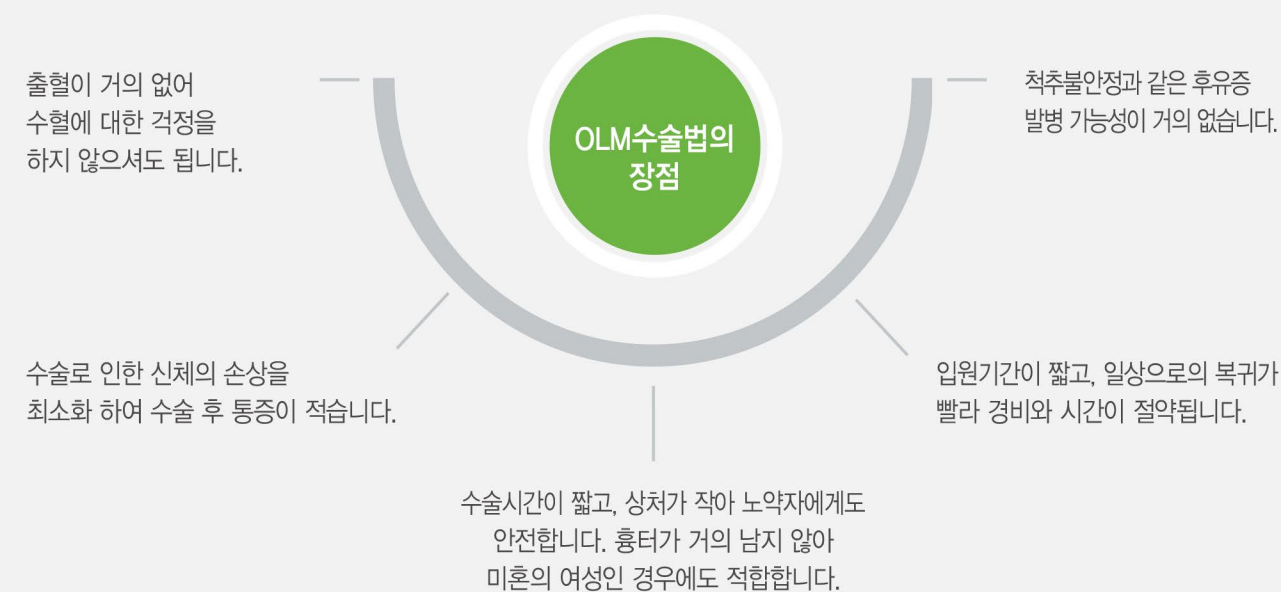 OLM수술법의
장점
출혈이 거의 없어
수혈에 대한 걱정을
하지 않으셔도 됩니다.
수술로 인한 신체의 손상을
최소화 하여 수술 후 통증이 적습니다.
수술시간이 짧고, 상처가 작아 노약자에게도
안전합니다. 흉터가 거의 남지 않아
미혼의 여성인 경우에도 적합합니다.
입원기간이 짧고, 일상으로의 복귀가
빨라 경비와 시간이 절약됩니다.
척추불안정과 같은 후유증
발병 가능성이 거의 없습니다.